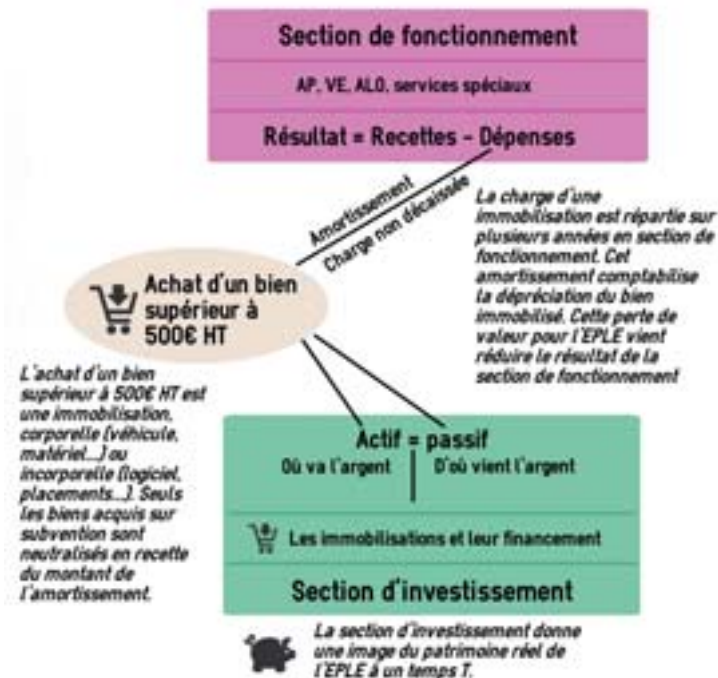 Section de fonctionnement
AP, VE, ALO, services spéciaux
Résultat = Recettes - Dépenses
Amortissement
Charge non décaissée
La charge d'une
immobilisation est répartie sur
plusieurs années en section de
fonctionnement. Cet
amortissement comptabilise
la dépréciation du bien
immobilisé. Cette perte de
valeur pour l'EPLE vient
réduire le résultat de la
section de fonctionnement
Achat d'un bien
supérieur à
500€ HT
L'achat d'un bien
supérieur à 500€ HT est
une immobilisation,
corporelle (véhicule,
matériel...) ou
incorporelle (logiciel,
placements...). Seuls
les biens acquis sur
subvention sont
neutralisés en recette
du montant de
l'amortissement.
Actif = passif
Où va l'argent
D'où vient l'argent
Les immobilisations et leur financement
Section d'investissement
La section d'investissement donne
une image du patrimoine réel de
l'EPLE à un temps T.